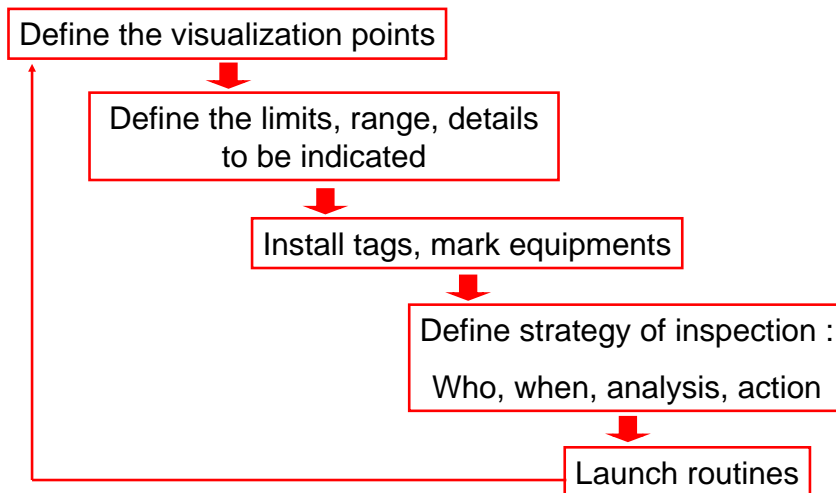 Define the visualization points
Define the limits, range, details
to be indicated
Install tags, mark equipments
Define strategy of inspection :
Who, when, analysis, action
Launch routines